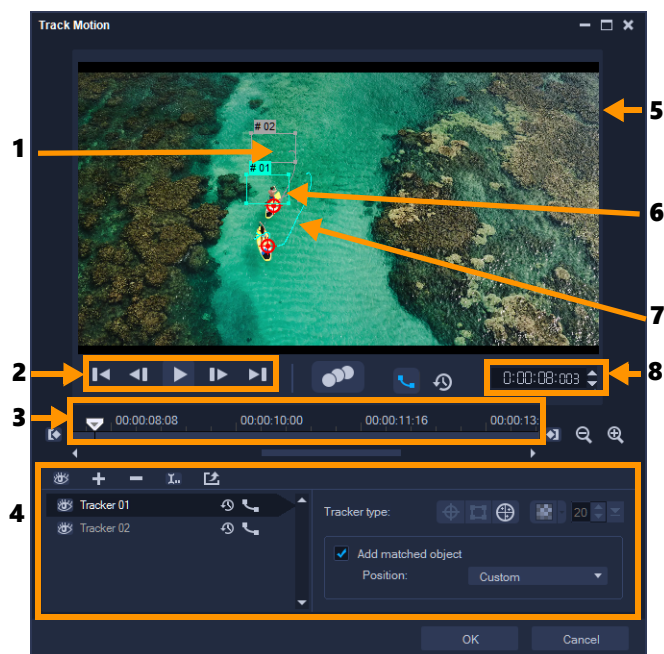 Track Motion
1
# 02
# 01
5
6
7
2
0:00:08:003
8
3
00:00:08:08 00:00:10:00 00:00:11:16 00:00:13:
4
I..
Tracker 01
Tracker 02
Tracker type:
20
Add matched object
Position:
Custom
OK
Cancel